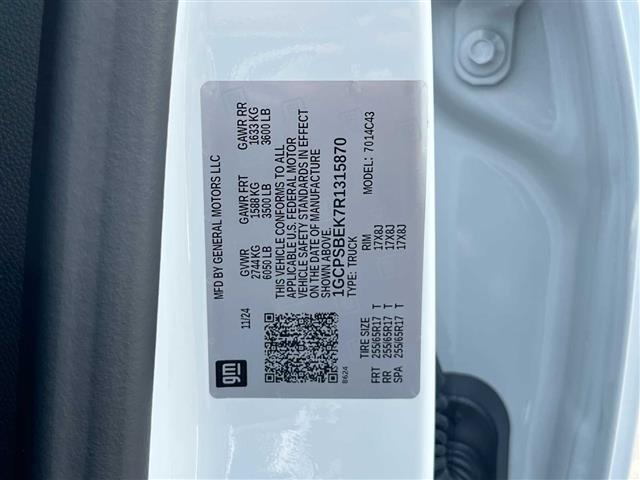 gm
MFD BY GENERAL MOTORS LLC
11/24
GVWR GAWR FRT GAWR RR
2744 KG 1588 KG 1633 KG
6050 LB 3500 LB 3600 LB
THIS VEHICLE CONFORMS TO ALL
APPLICABLE U.S. FEDERAL MOTOR
VEHICLE SAFETY STANDARDS IN EFFECT
ON THE DATE OF MANUFACTURE
SHOWN ABOVE.
1GCPSBEK7R1315870
TYPE: TRUCK MODEL: 7014C43
8624
TIRE SIZE RIM
FRT 255/65R17 T 17X8J
RR 255/65R17 T 17X8J
SPA 255/65R17 T 17X8J